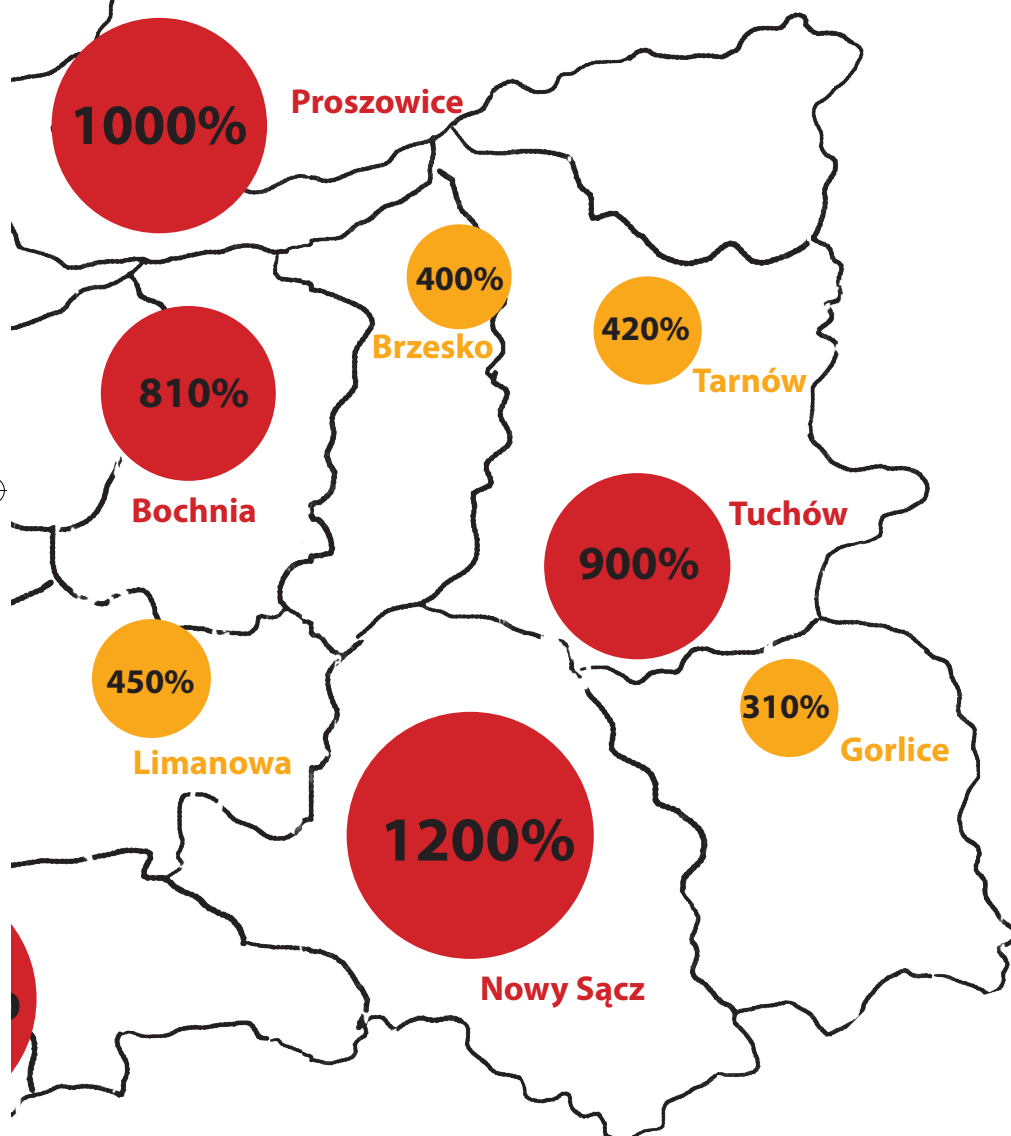 Proszowice
1000%
400%
Brzesko
420%
Tarnów
810%
Bochnia
Tuchów
900%
450%
Limanowa
310%
Gorlice
1200%
Nowy Sącz